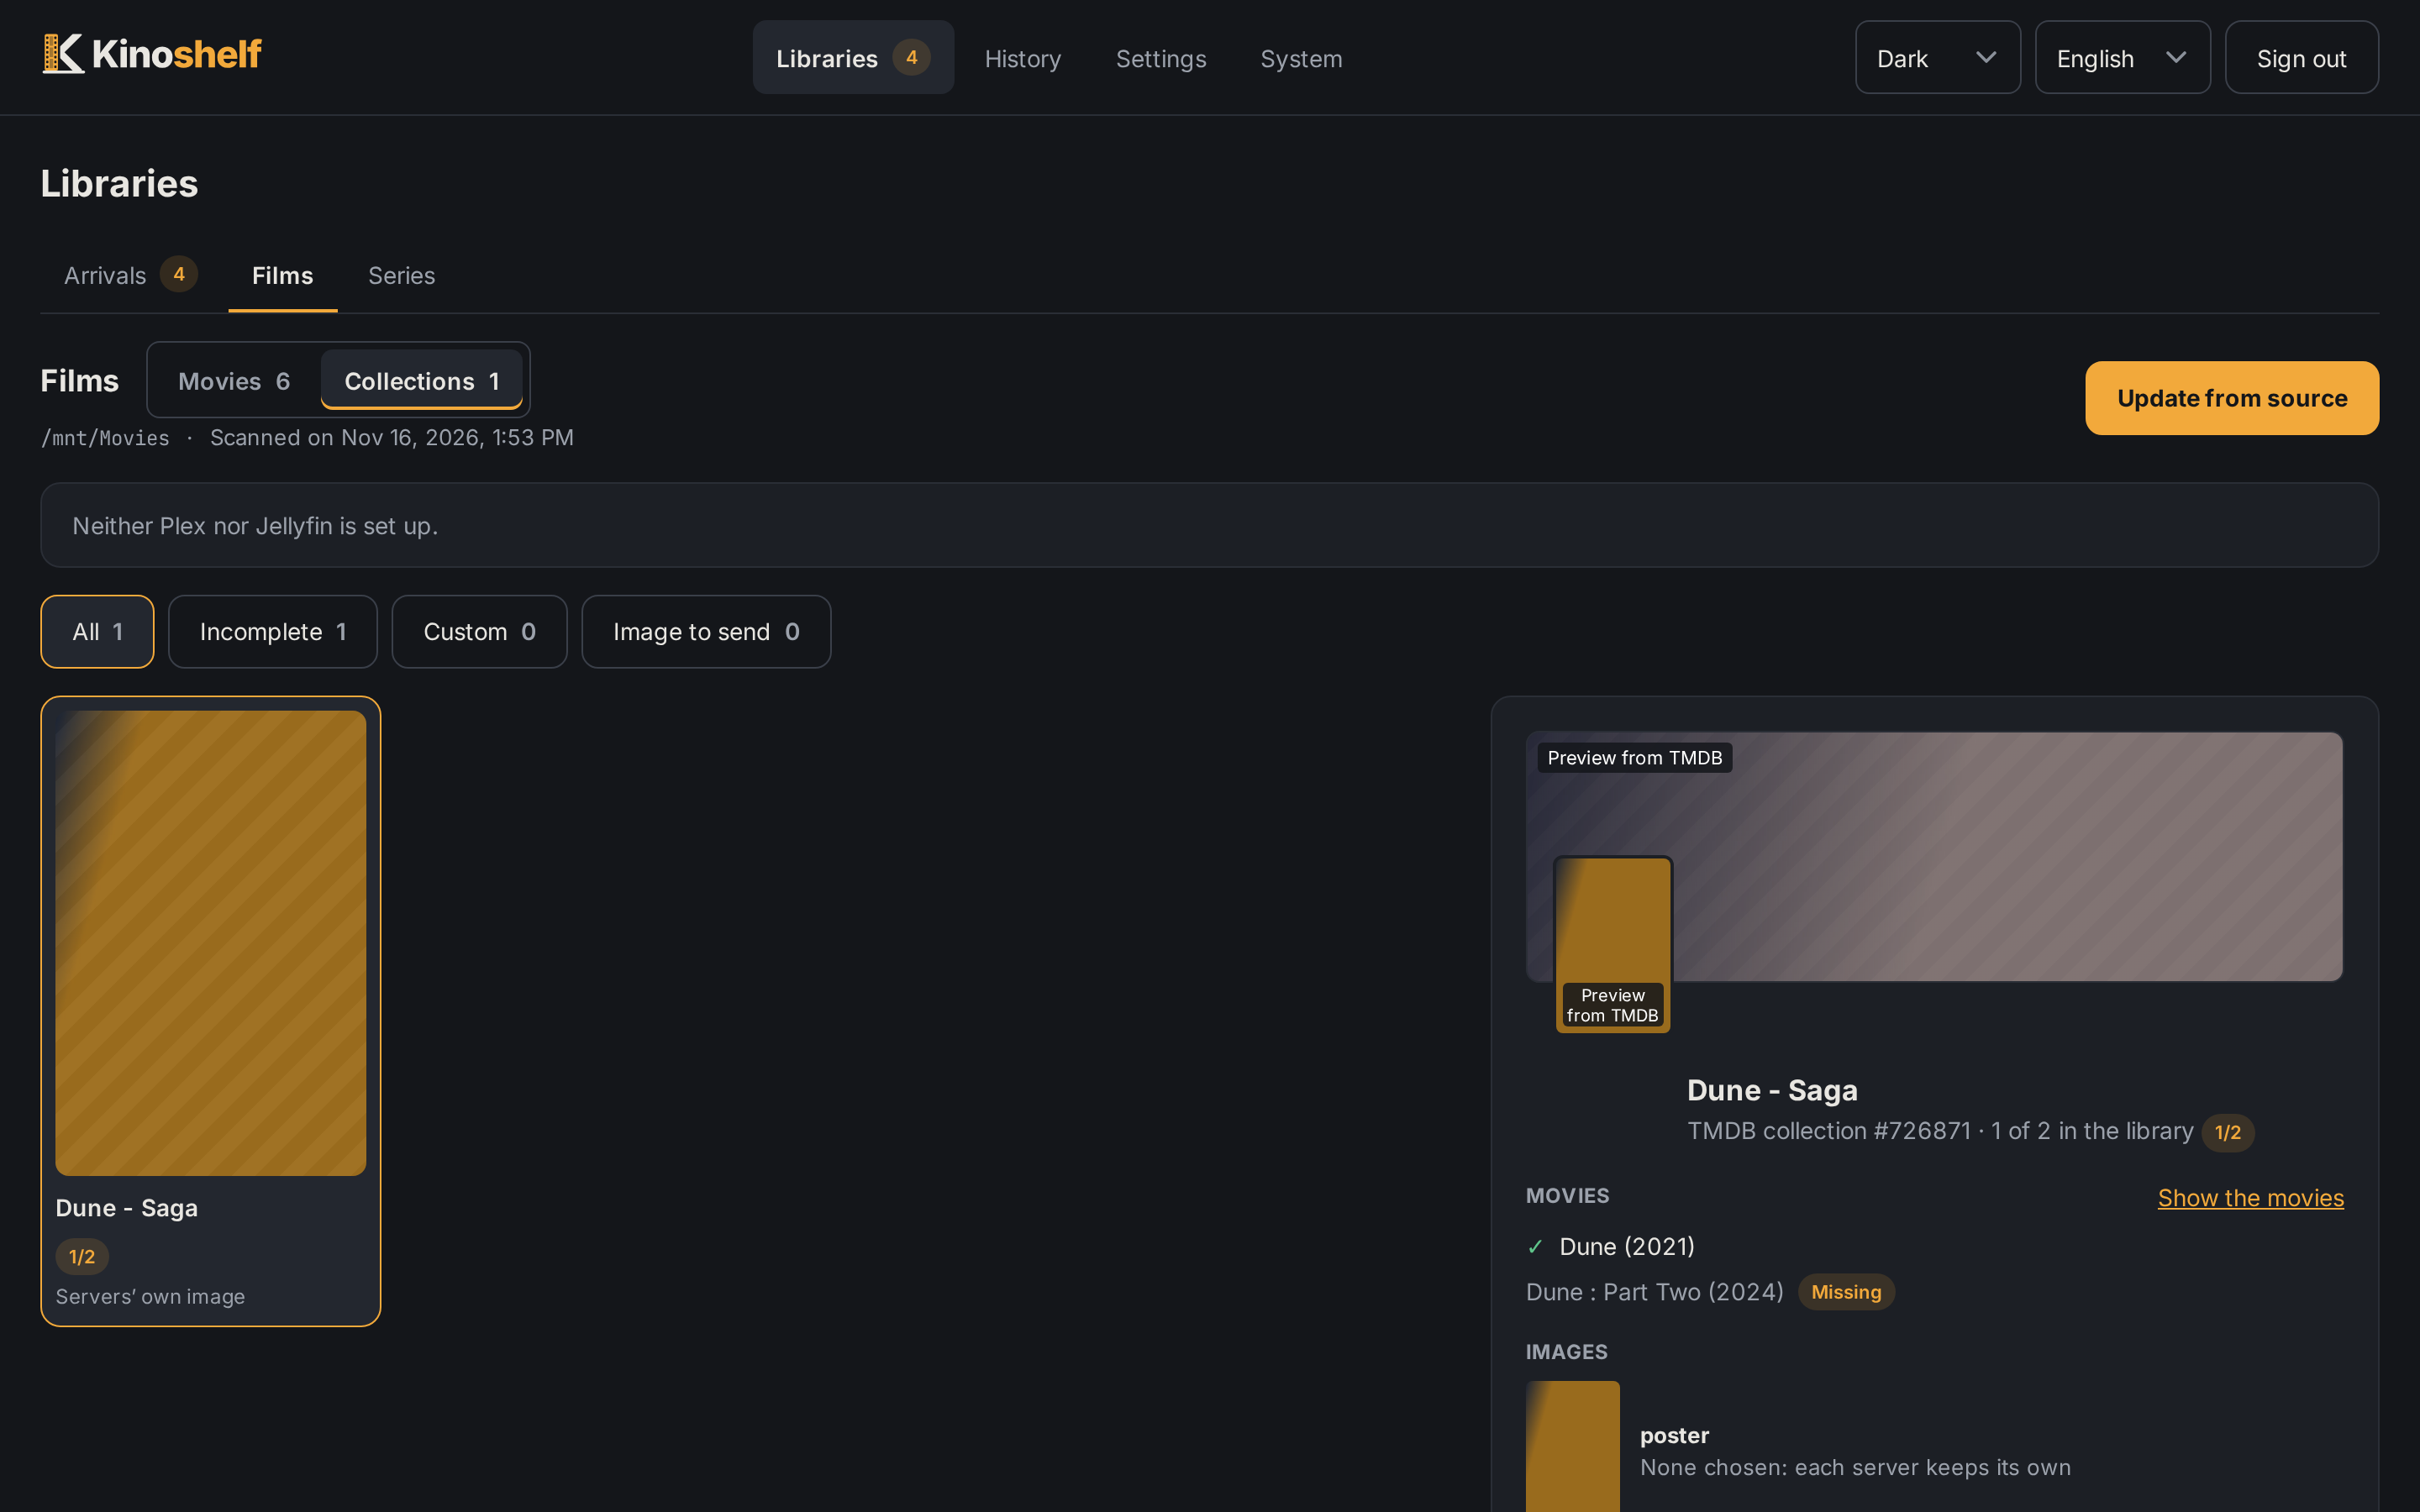 Kinoshelf
Libraries 4 History Settings System
Dark English Sign out
Libraries
Arrivals 4 Films Series
Films Movies 6 Collections 1
Update from source
/mnt/Movies · Scanned on Nov 16, 2026, 1:53 PM
Neither Plex nor Jellyfin is set up.
All 1 Incomplete 1 Custom 0 Image to send 0
Dune - Saga
1/2
Servers’ own image
Preview from TMDB
Preview
from TMDB
Dune - Saga
TMDB collection #726871 · 1 of 2 in the library 1/2
MOVIES Show the movies
✓ Dune (2021)
Dune : Part Two (2024) Missing
IMAGES
poster
None chosen: each server keeps its own